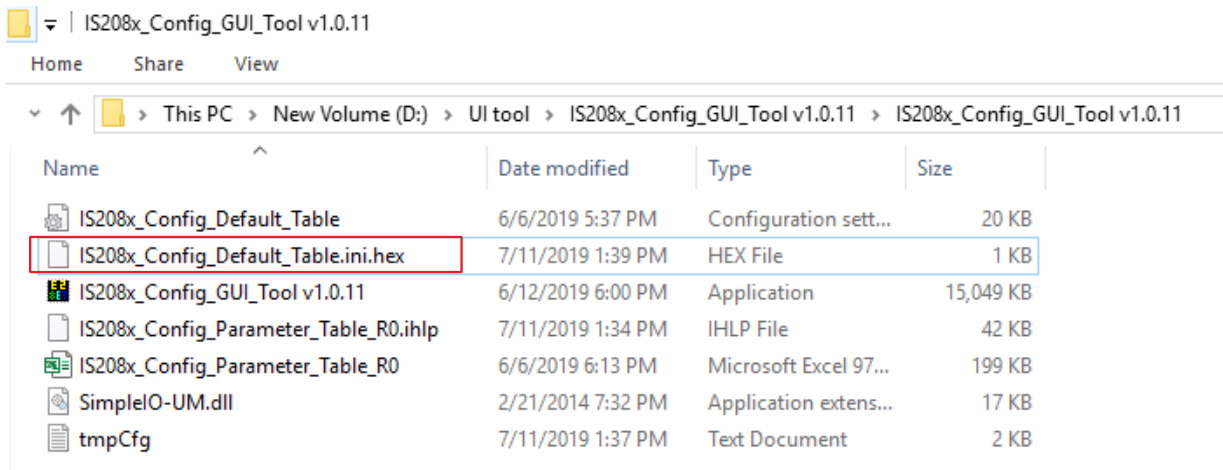 IS208x_Config_GUI_Tool v1.0.11
Home Share View
This PC > New Volume (D:) > UI tool > IS208x_Config_GUI_Tool v1.0.11 > IS208x_Config_GUI_Tool v1.0.11
Name Date modified Type Size
IS208x_Config_Default_Table 6/6/2019 5:37 PM Configuration sett... 20 KB
IS208x_Config_Default_Table.ini.hex 7/11/2019 1:39 PM HEX File 1 KB
IS208x_Config_GUI_Tool v1.0.11 6/12/2019 6:00 PM Application 15,049 KB
IS208x_Config_Parameter_Table_R0.ihlp 7/11/2019 1:34 PM IHLP File 42 KB
IS208x_Config_Parameter_Table_R0 6/6/2019 6:13 PM Microsoft Excel 97... 199 KB
SimpleIO-UM.dll 2/21/2014 7:32 PM Application extens... 17 KB
tmpCfg 7/11/2019 1:37 PM Text Document 2 KB